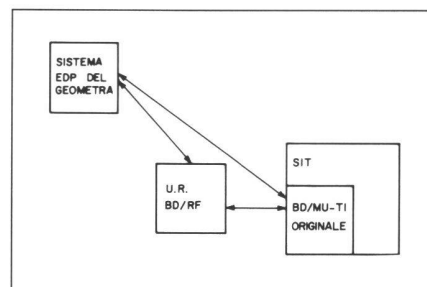 SISTEMA
EDP DEL
GEOMETRA
U.R.
BD/RF
SIT
BD/MU-TI
ORIGINALE